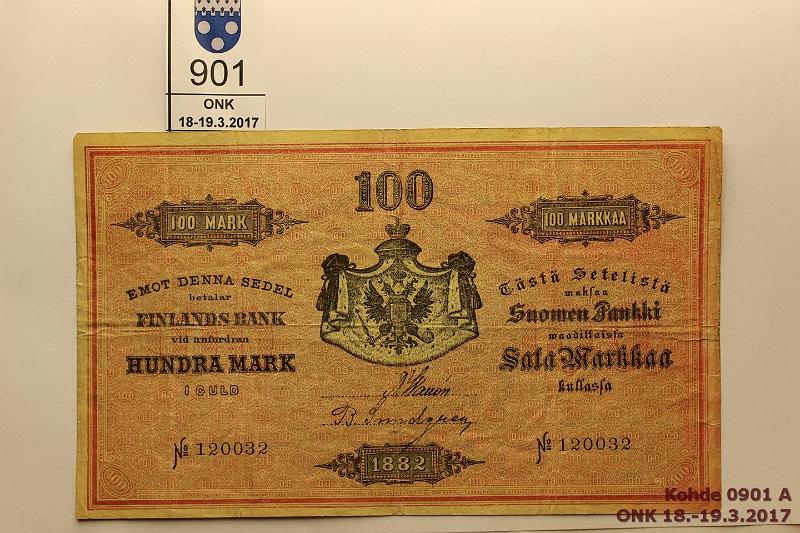 901
ONK
18-19.3.2017
100
100 MARK
100 MARKKAA
EMOT DENNA SEDEL
betalar
FINLANDS BANK
vid anfordran
HUNDRA MARK
I GULD
Tästä Setelistä
maksaa
Suomen Pankki
waadittaissa
Sata Markkaa
kullassa
B. Sundgren
No 120032
No 120032
1882
Kohde 0901 A
ONK 18.-19.3.2017